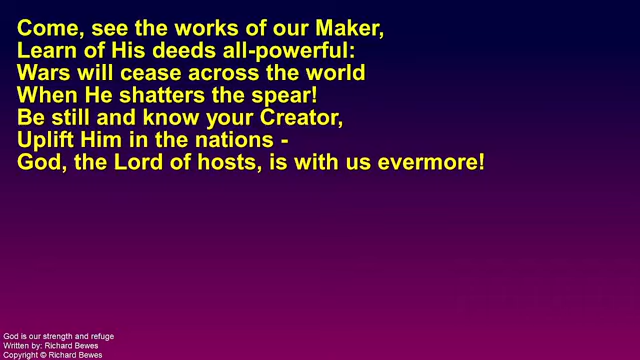 Come, see the works of our Maker,
Learn of His deeds all-powerful:
Wars will cease across the world
When He shatters the spear!
Be still and know your Creator,
Uplift Him in the nations -
God, the Lord of hosts, is with us evermore!
God is our strength and refuge
Written by: Richard Bewes
Copyright © Richard Bewes